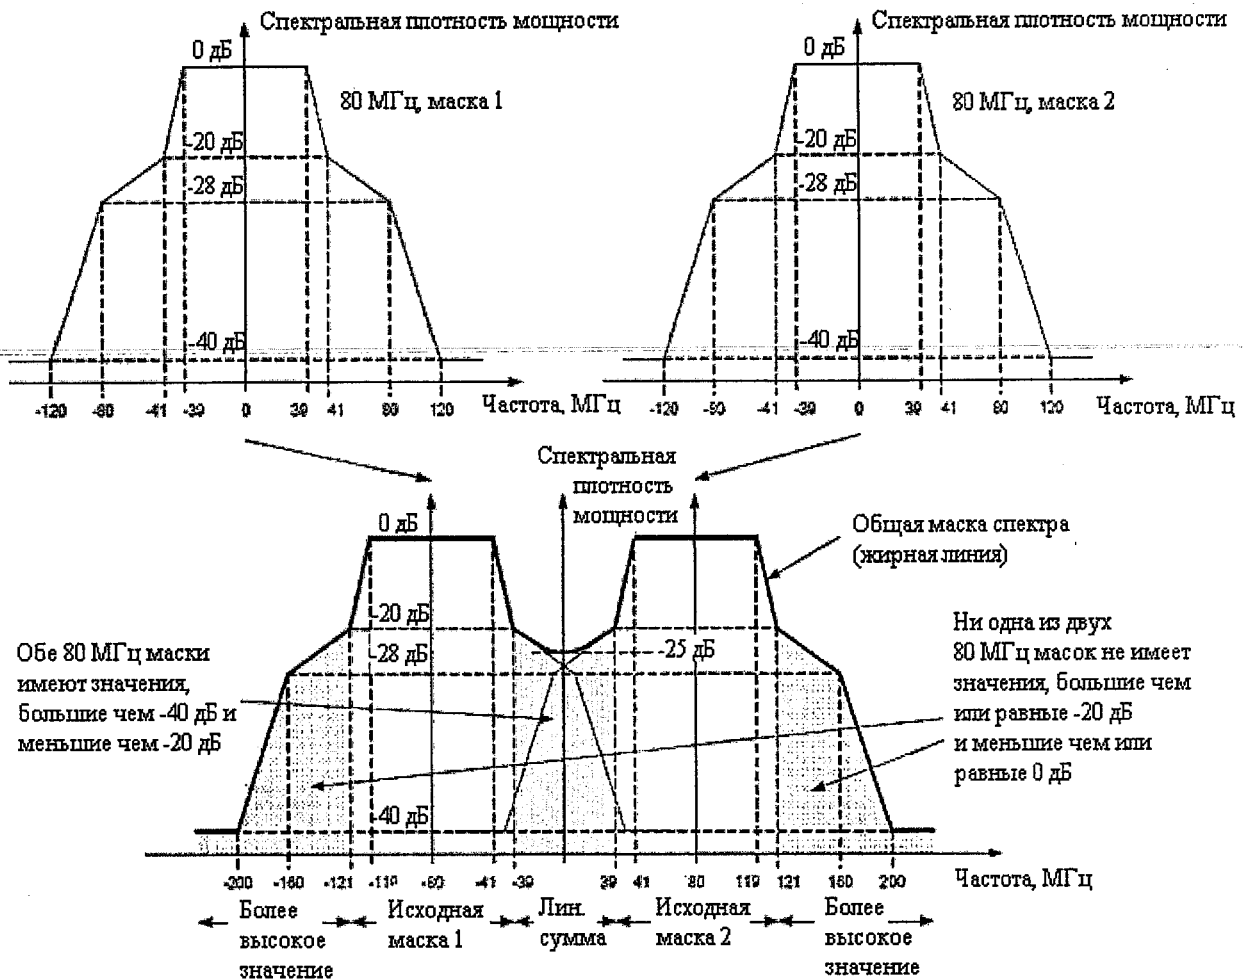 Спектральная плотность мощности
0 дБ
80 МГц, маска 1
-20 дБ
-28 дБ
-40 дБ
-120 -80 -41 -39 0 39 41 80 120
Частота, МГц
Спектральная плотность мощности
0 дБ
80 МГц, маска 2
-20 дБ
-28 дБ
-40 дБ
-120 -80 -41 -39 0 39 41 80 120
Частота, МГц
Спектральная
плотность
мощности
0 дБ
Общая маска спектра
(жирная линия)
-20 дБ
-28 дБ
-25 дБ
-40 дБ
Обе 80 МГц маски
имеют значения,
большие чем -40 дБ и
меньшие чем -20 дБ
Ни одна из двух
80 МГц масок не имеет
значения, большие чем
или равные -20 дБ
и меньшие чем или
равные 0 дБ
-200 -160 -121 -119 -80 -41 -39 39 41 80 119 121 160 200
Частота, МГц
Более
высокое
значение
Исходная
маска 1
Лин.
сумма
Исходная
маска 2
Более
высокое
значение